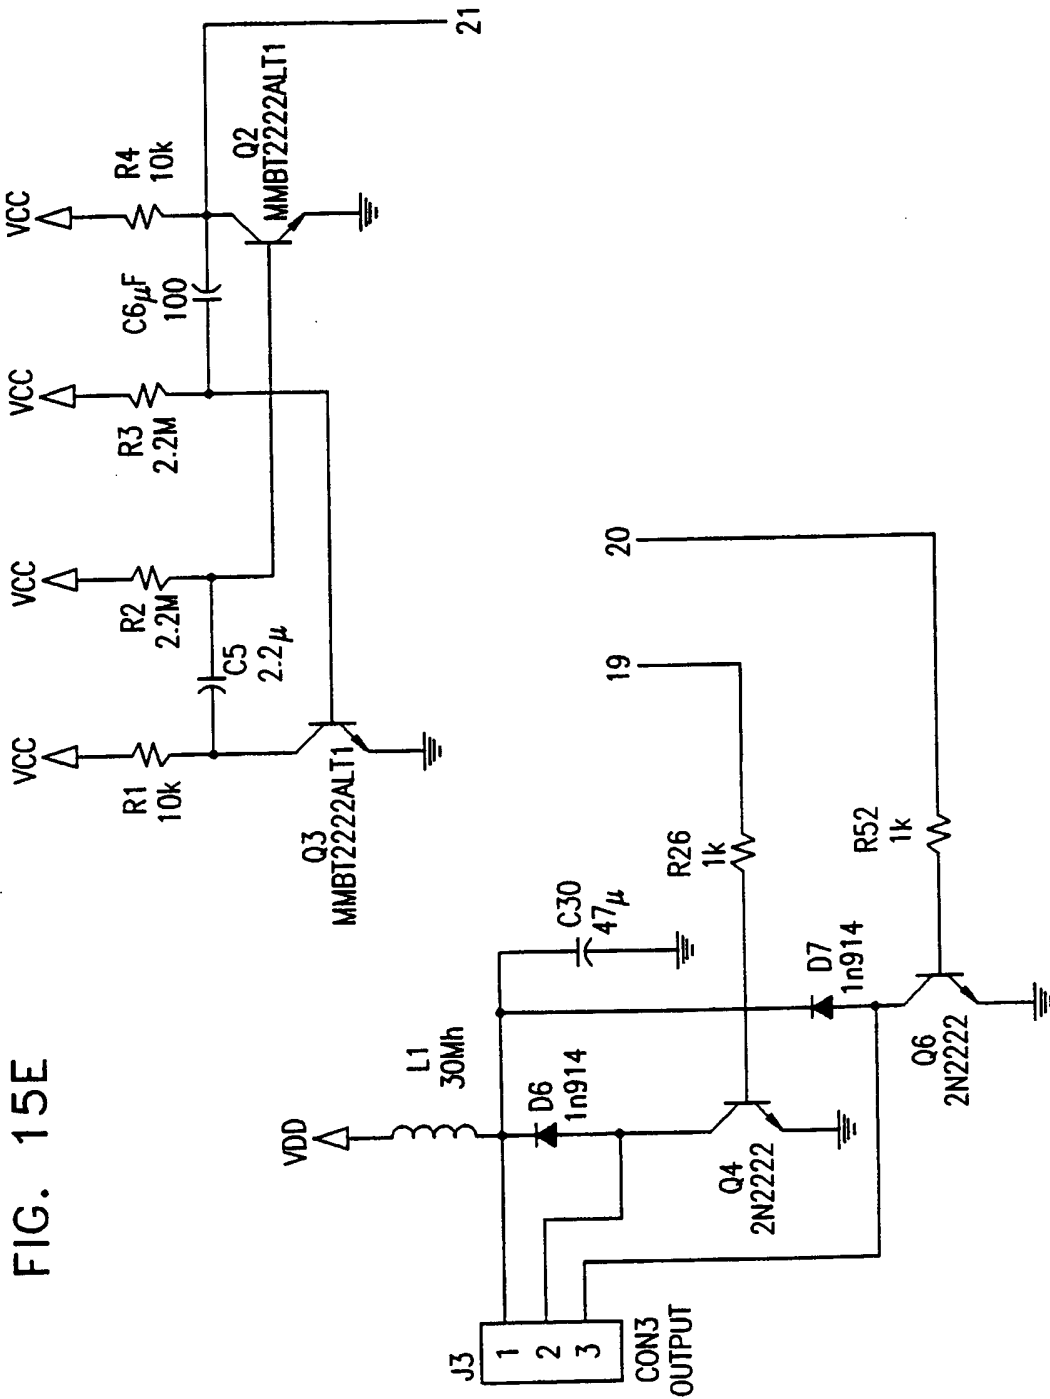 FIG. 15E
VCC
R1
10k
VCC
R2
2.2M
VCC
R3
2.2M
VCC
R4
10k
C5
2.2μ
C6μF
100
Q3
MMBT2222ALT1
Q2
MMBT2222ALT1
21
VDD
L1
30Mh
C30
47μ
D6
1n914
D7
1n914
R26
1k
19
R52
1k
20
Q4
2N2222
Q6
2N2222
J3
1
2
3
CON3
OUTPUT